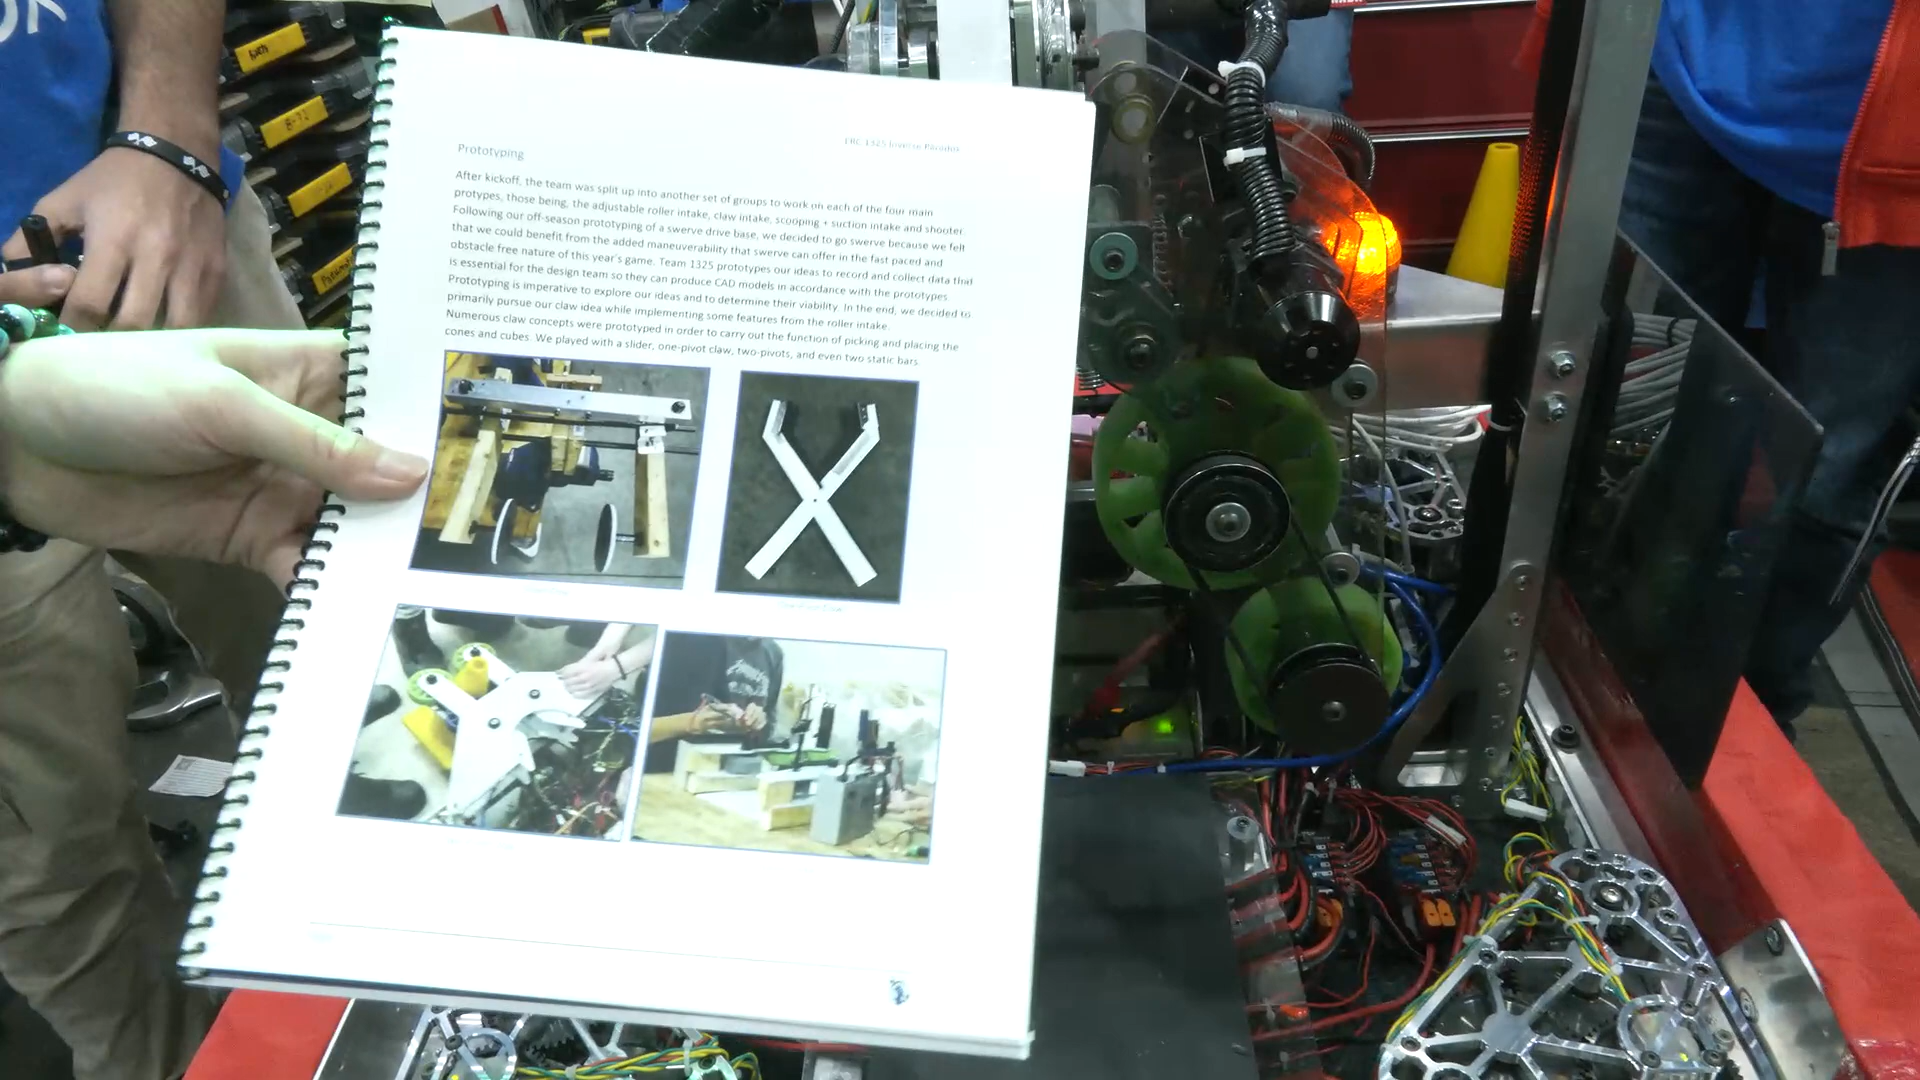 FRC 1325 Inverse Paradox
Prototyping
After kickoff, the team was split up into another set of groups to work on each of the four main
protypes, those being, the adjustable roller intake, claw intake, scooping + suction intake and shooter.
Following our off-season prototyping of a swerve drive base, we decided to go swerve because we felt
that we could benefit from the added maneuverability that swerve can offer in the fast paced and
obstacle free nature of this year's game. Team 1325 prototypes our ideas to record and collect data that
is essential for the design team so they can produce CAD models in accordance with the prototypes.
Prototyping is imperative to explore our ideas and to determine their viability. In the end, we decided to
primarily pursue our claw idea while implementing some features from the roller intake.
Numerous claw concepts were prototyped in order to carry out the function of picking and placing the
cones and cubes. We played with a slider, one-pivot claw, two-pivots, and even two static bars.